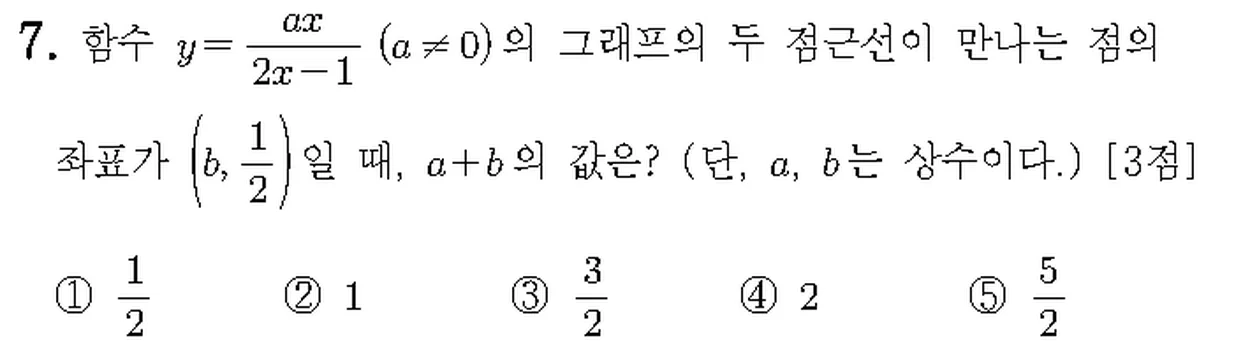 7. 함수 y = ax/(2x-1) (a≠0)의 그래프의 두 점근선이 만나는 점의
좌표가 (b, 1/2)일 때, a+b의 값은? (단, a, b는 상수이다.) [3점]
① 1/2 ② 1 ③ 3/2 ④ 2 ⑤ 5/2